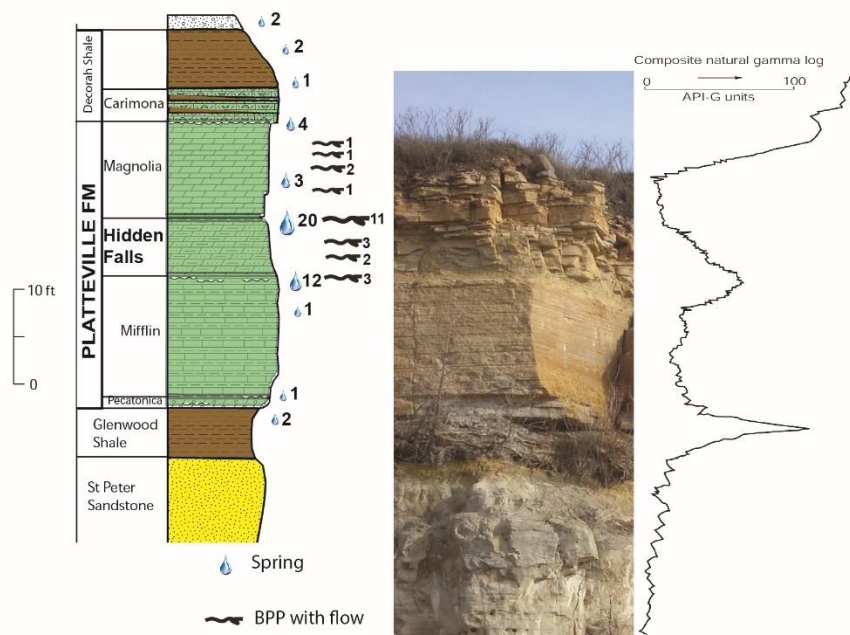 2
Decorah Shale
2
1
Carimona
4
PLATTEVILLE FM
Magnolia
1
1
2
3
1
20
11
Hidden
Falls
3
2
12
3
10 ft
1
Mifflin
0
1
Pecatonica
2
Glenwood
Shale
St Peter
Sandstone
Spring
BPP with flow
Composite natural gamma log
0
100
API-G units